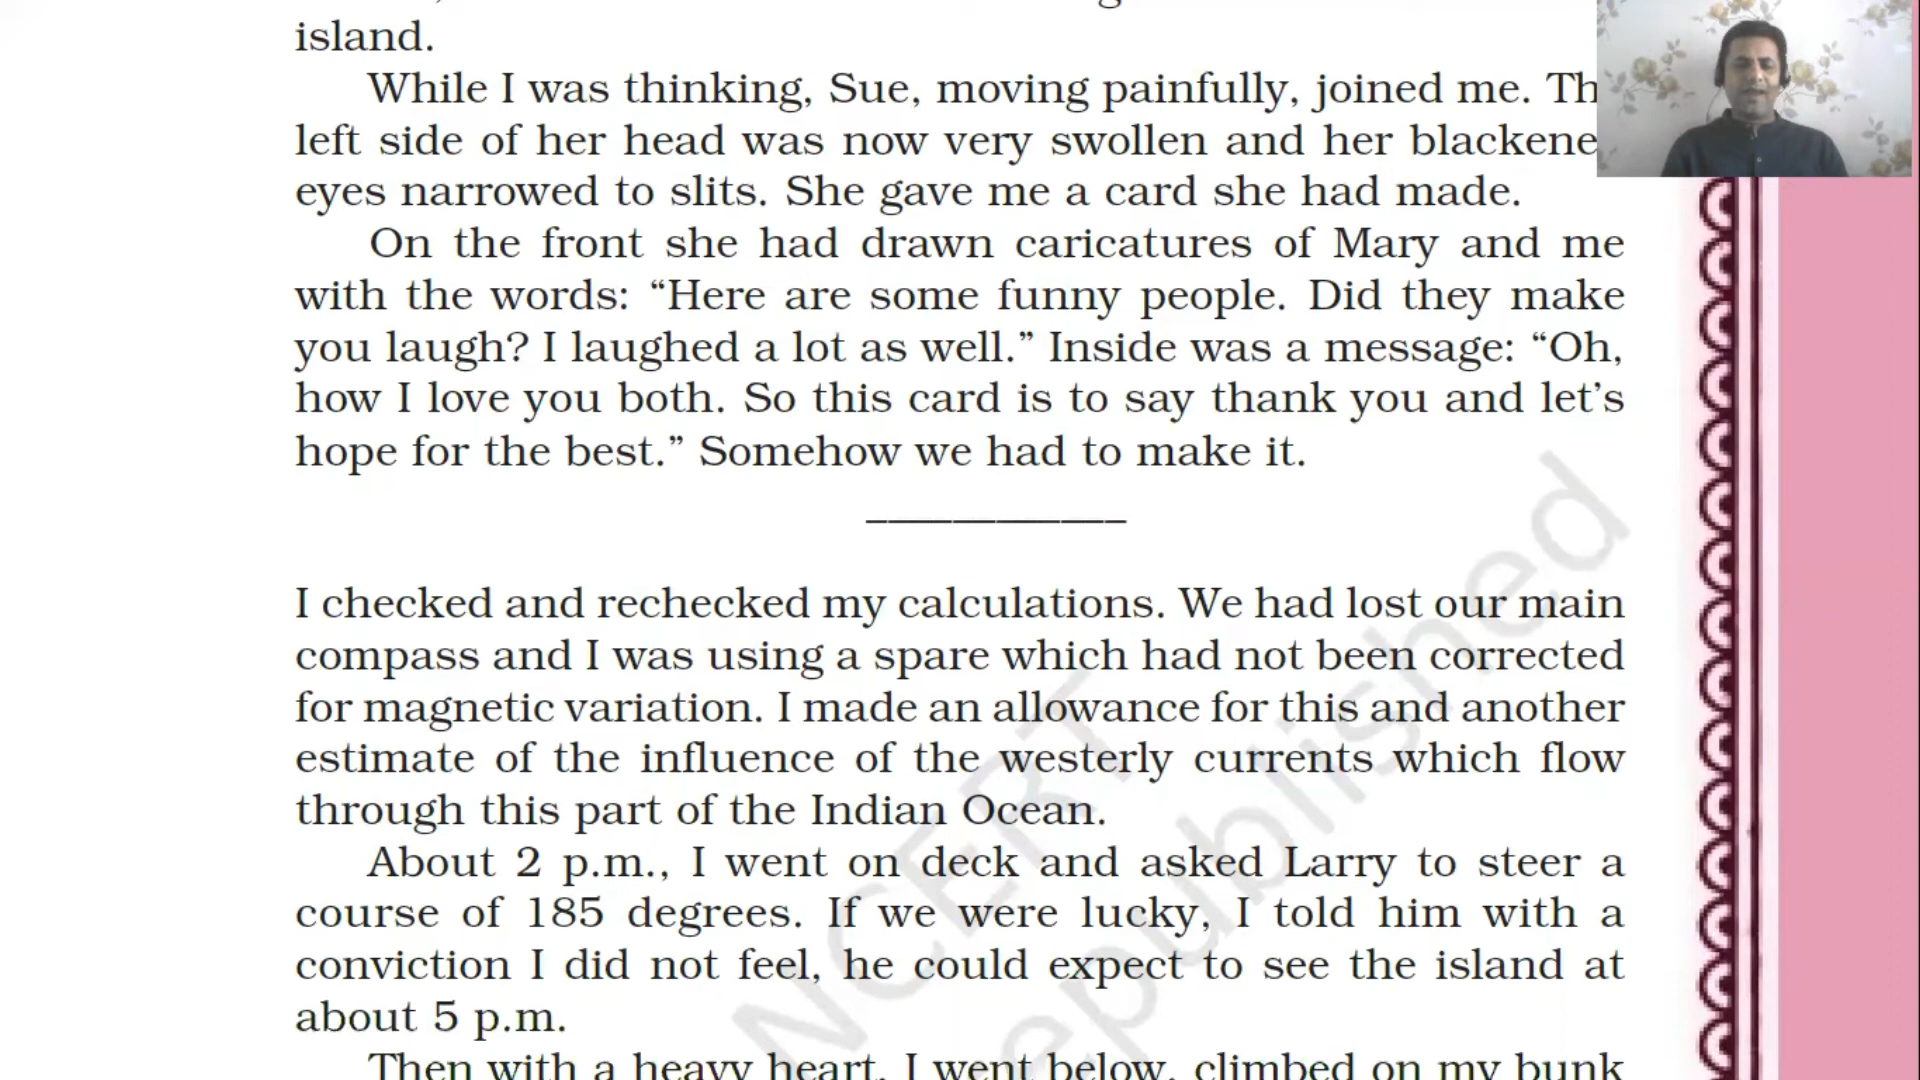 island.
While I was thinking, Sue, moving painfully, joined me. Th
left side of her head was now very swollen and her blackene
eyes narrowed to slits. She gave me a card she had made.
On the front she had drawn caricatures of Mary and me
with the words: “Here are some funny people. Did they make
you laugh? I laughed a lot as well.” Inside was a message: “Oh,
how I love you both. So this card is to say thank you and let’s
hope for the best.” Somehow we had to make it.
I checked and rechecked my calculations. We had lost our main
compass and I was using a spare which had not been corrected
for magnetic variation. I made an allowance for this and another
estimate of the influence of the westerly currents which flow
through this part of the Indian Ocean.
About 2 p.m., I went on deck and asked Larry to steer a
course of 185 degrees. If we were lucky, I told him with a
conviction I did not feel, he could expect to see the island at
about 5 p.m.
Then with a heavy heart, I went below, climbed on my bunk
NCERT
epublished